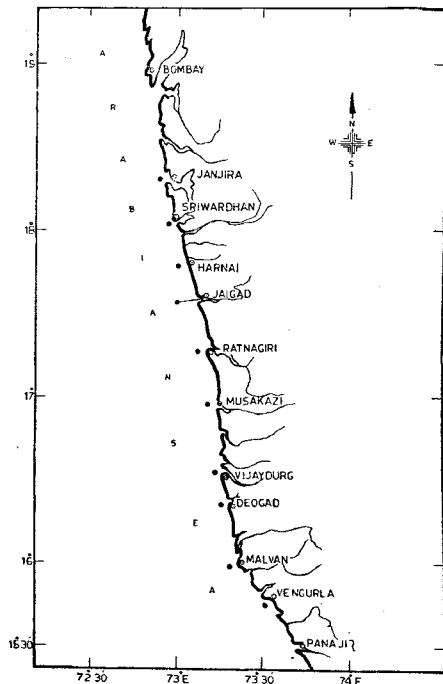 19°
A
BOMBAY
R
N
W E
S
A
JANJIRA
B
SRIWARDHAN
18°
I
HARNAI
JAIGAD
A
RATNAGIRI
N
17°
MUSAKAZI
S
VIJAYDURG
DEOGAD
E
16°
MALVAN
A
VENGURLA
15°30
PANAJI
72 30 73°E 73°30 74°E